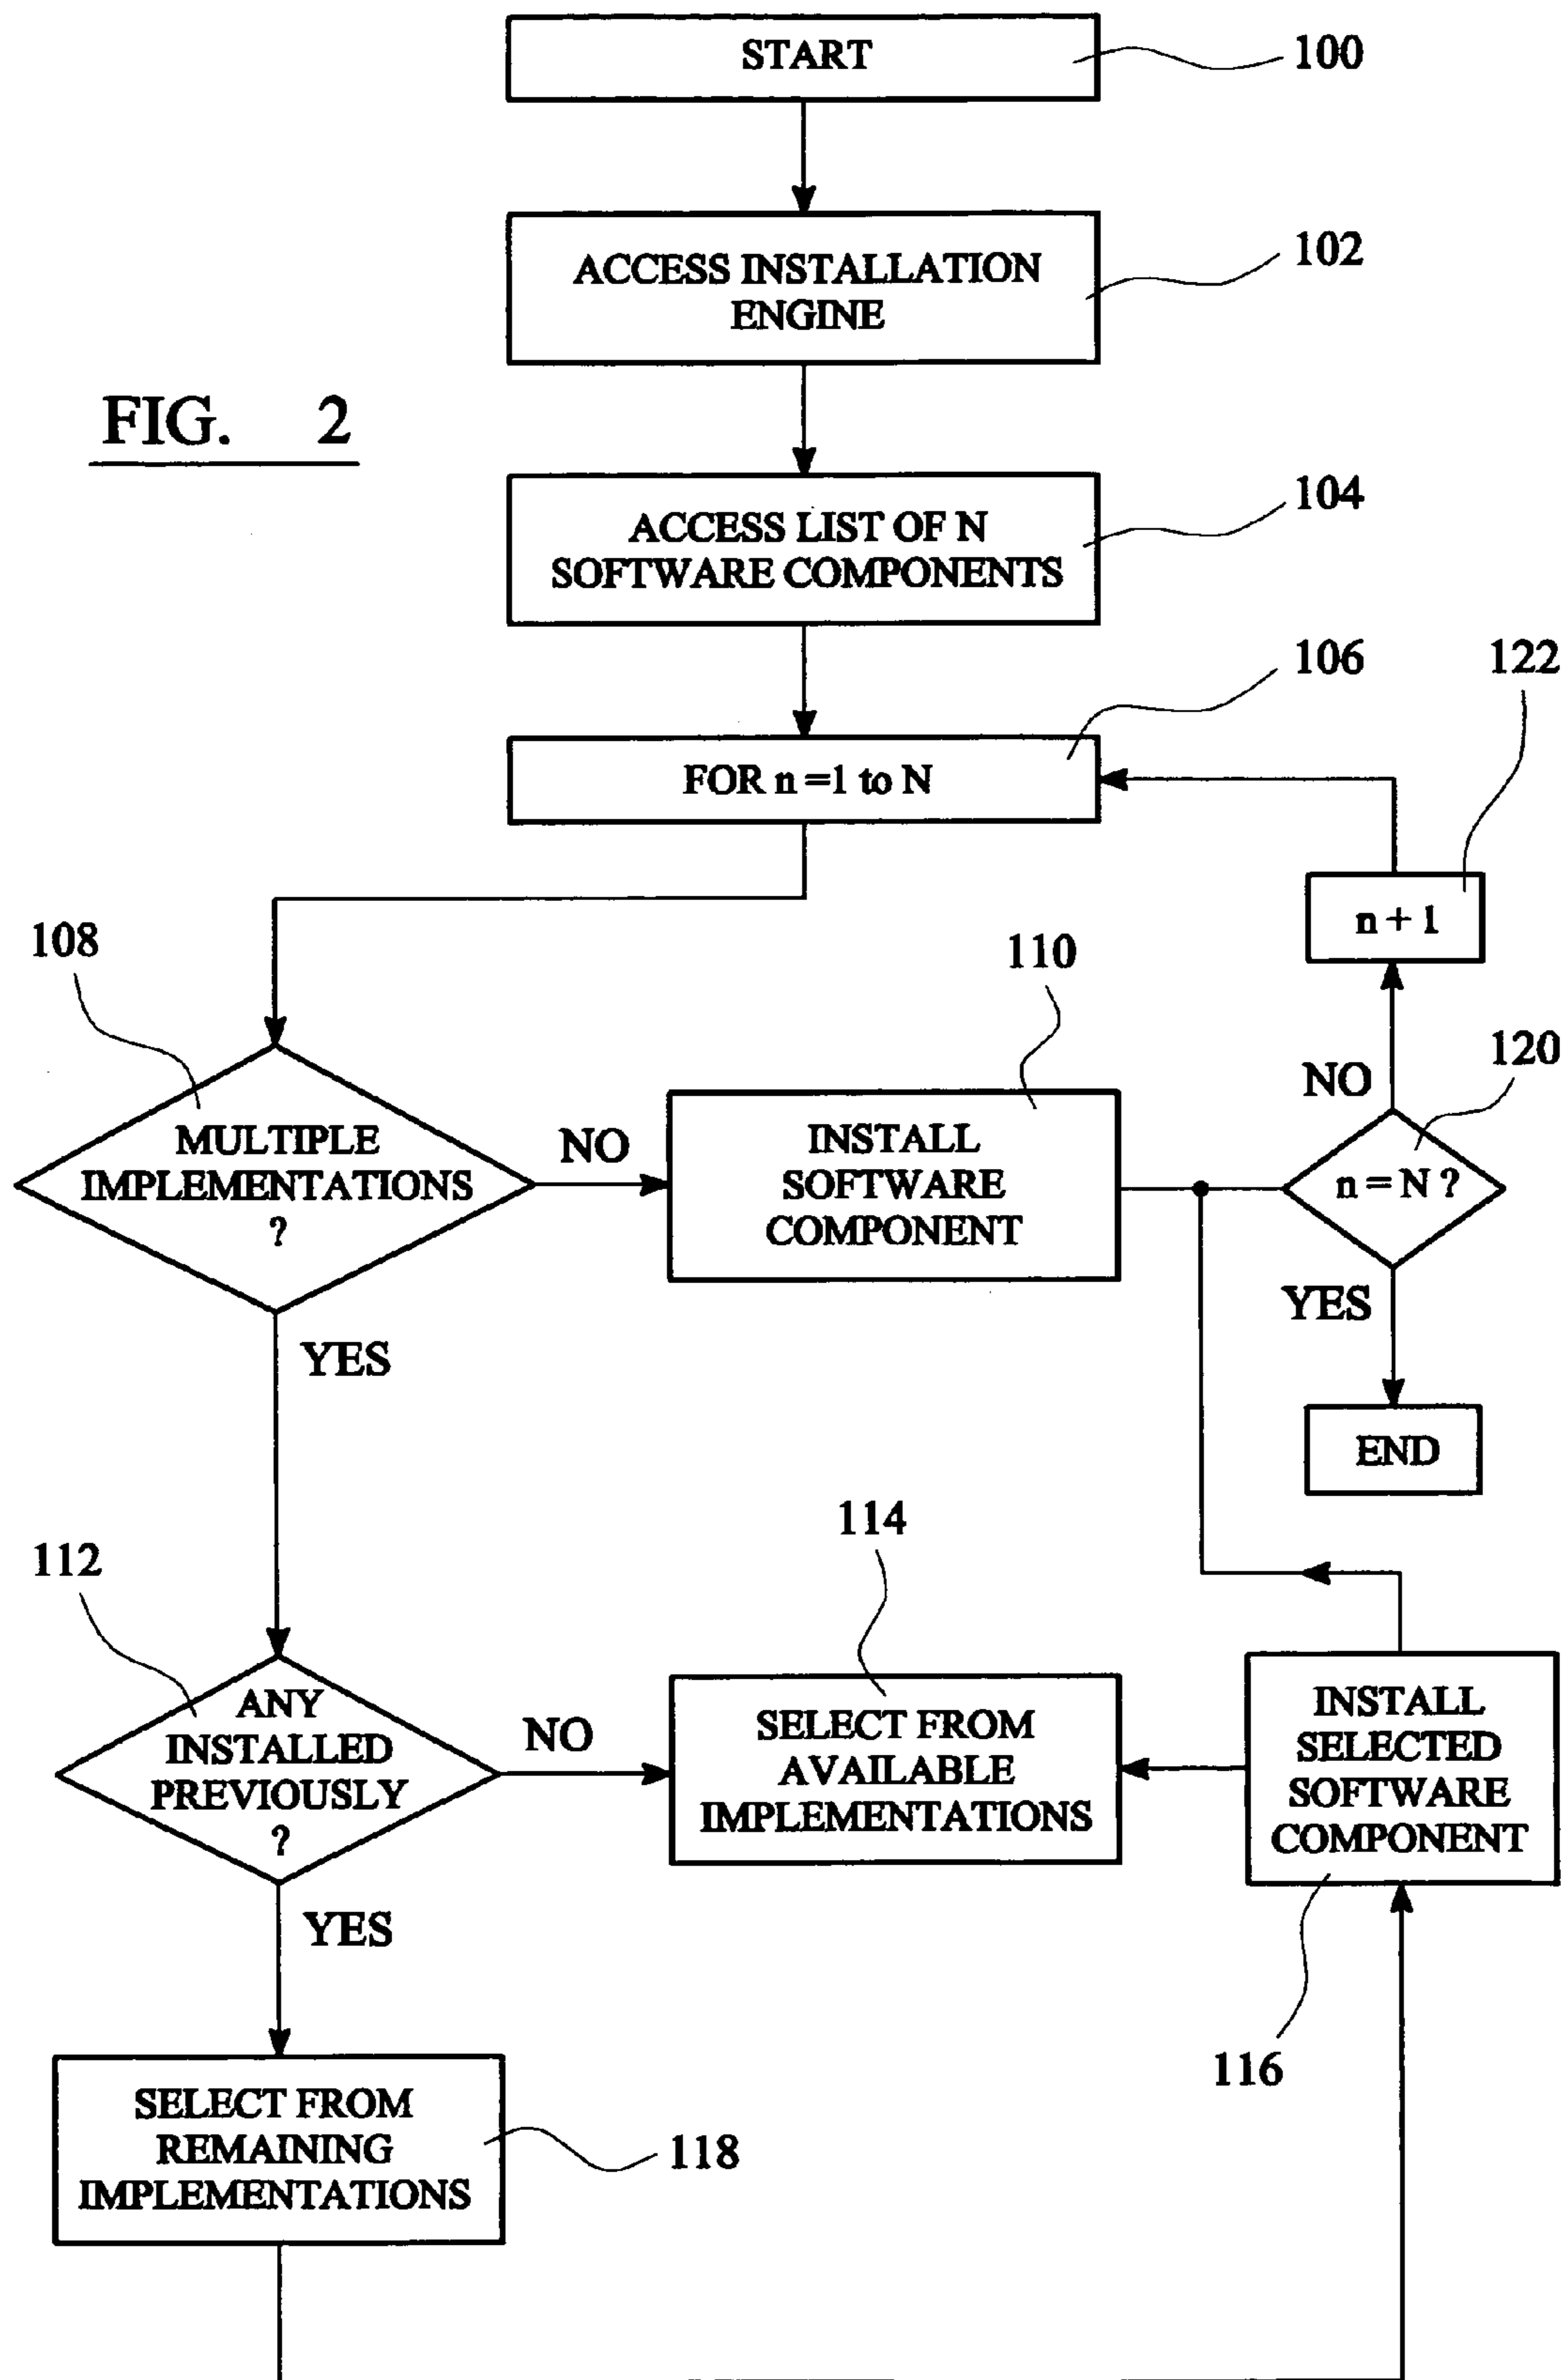 START
100
ACCESS INSTALLATION
ENGINE
102
FIG. 2
ACCESS LIST OF N
SOFTWARE COMPONENTS
104
106
122
FOR n =1 to N
n + 1
108
110
120
NO
MULTIPLE
IMPLEMENTATIONS
?
NO
INSTALL
SOFTWARE
COMPONENT
n = N ?
YES
YES
END
114
112
ANY
INSTALLED
PREVIOUSLY
?
NO
SELECT FROM
AVAILABLE
IMPLEMENTATIONS
INSTALL
SELECTED
SOFTWARE
COMPONENT
YES
116
SELECT FROM
REMAINING
IMPLEMENTATIONS
118